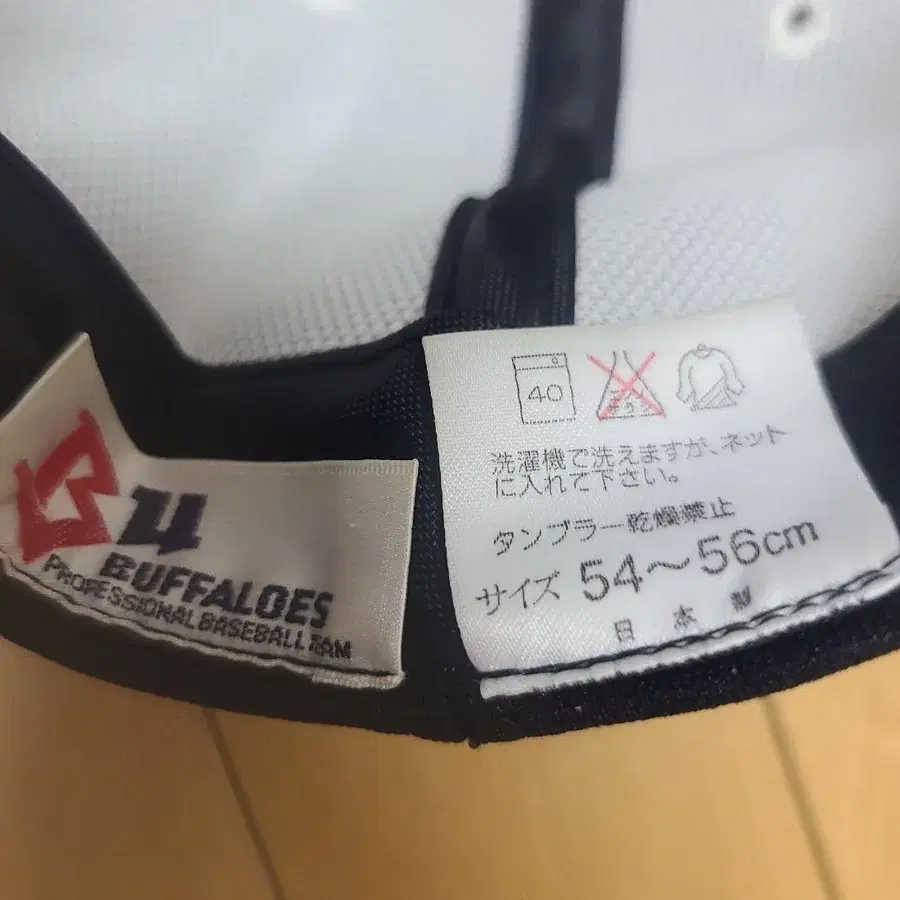 BUFFALOES
PROFESSIONAL BASEBALL TEAM
40
洗濯機で洗えますが、ネット
に入れて下さい。
タンブラー乾燥禁止
サイズ 54～56cm
日本製